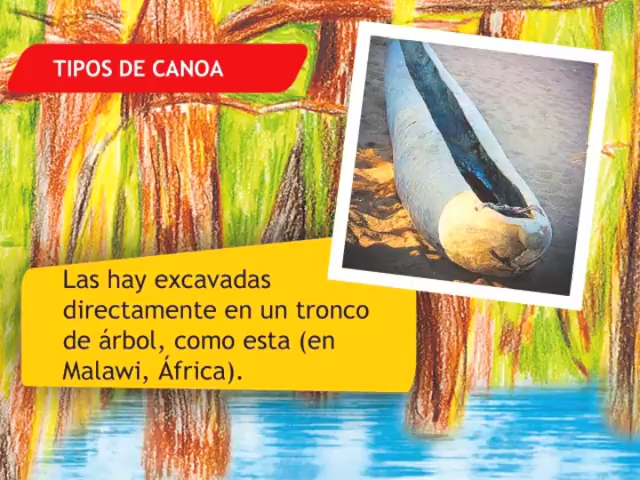 TIPOS DE CANOA
Las hay excavadas
directamente en un tronco
de árbol, como esta (en
Malawi, África).